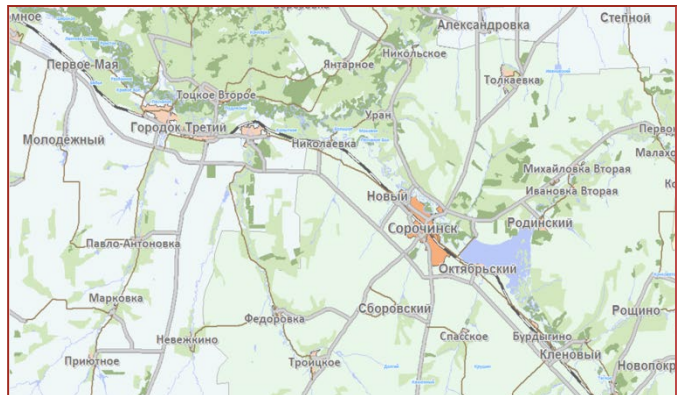 мное
Александровка
Степной
Никольское
Первое Мая
Янтарное
Толкаевка
Тоцкое Второе
Уран
Городок Третий
Николаевка
Молодежный
Первом
Малахо
Михайловка Вторая
Ивановка Вторая
Новый
Родинский
Сорочинск
Павло-Антоновка
Октябрьский
Марковка
Сборовский
Рощино
Федоровка
Невежкино
Спасское
Бурдыгино
Кленовый
Приютное
Троицкое
Новопокр